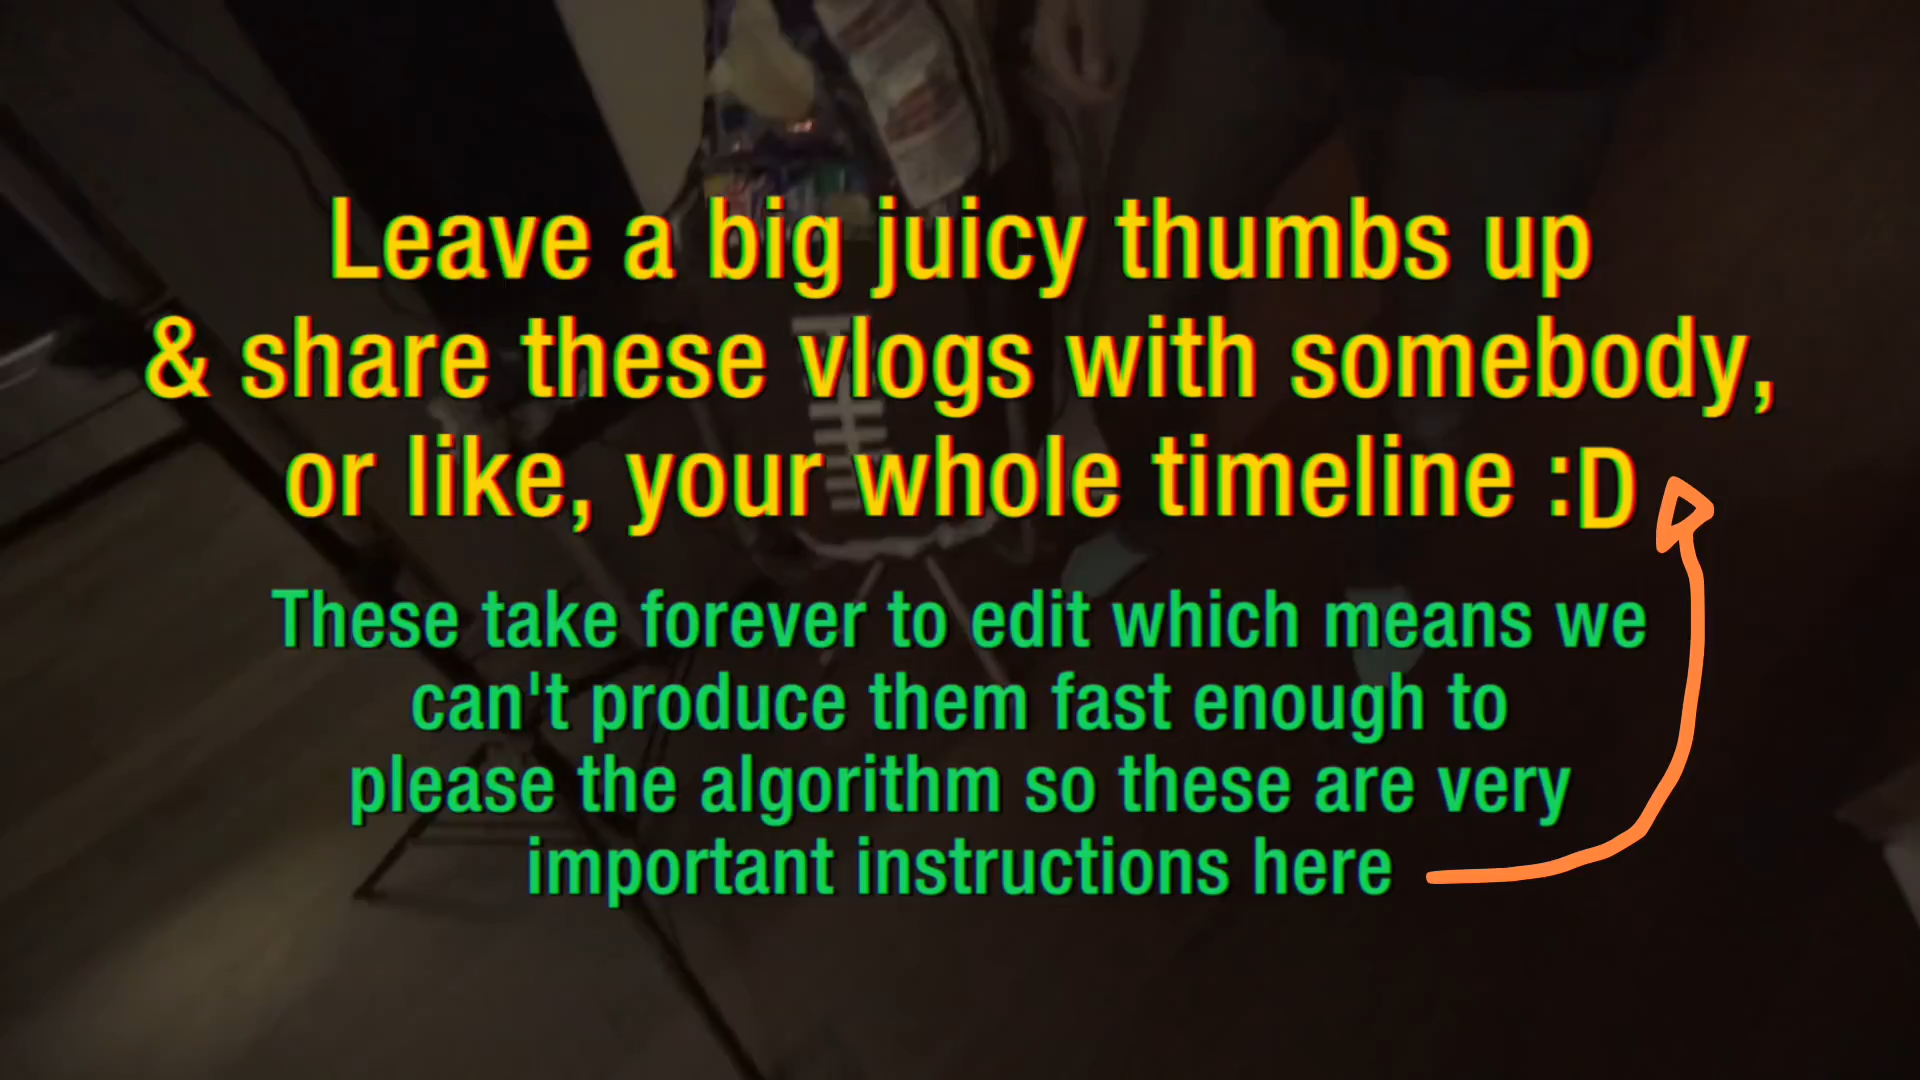 Leave a big juicy thumbs up
& share these vlogs with somebody,
or like, your whole timeline :D
These take forever to edit which means we
can't produce them fast enough to
please the algorithm so these are very
important instructions here